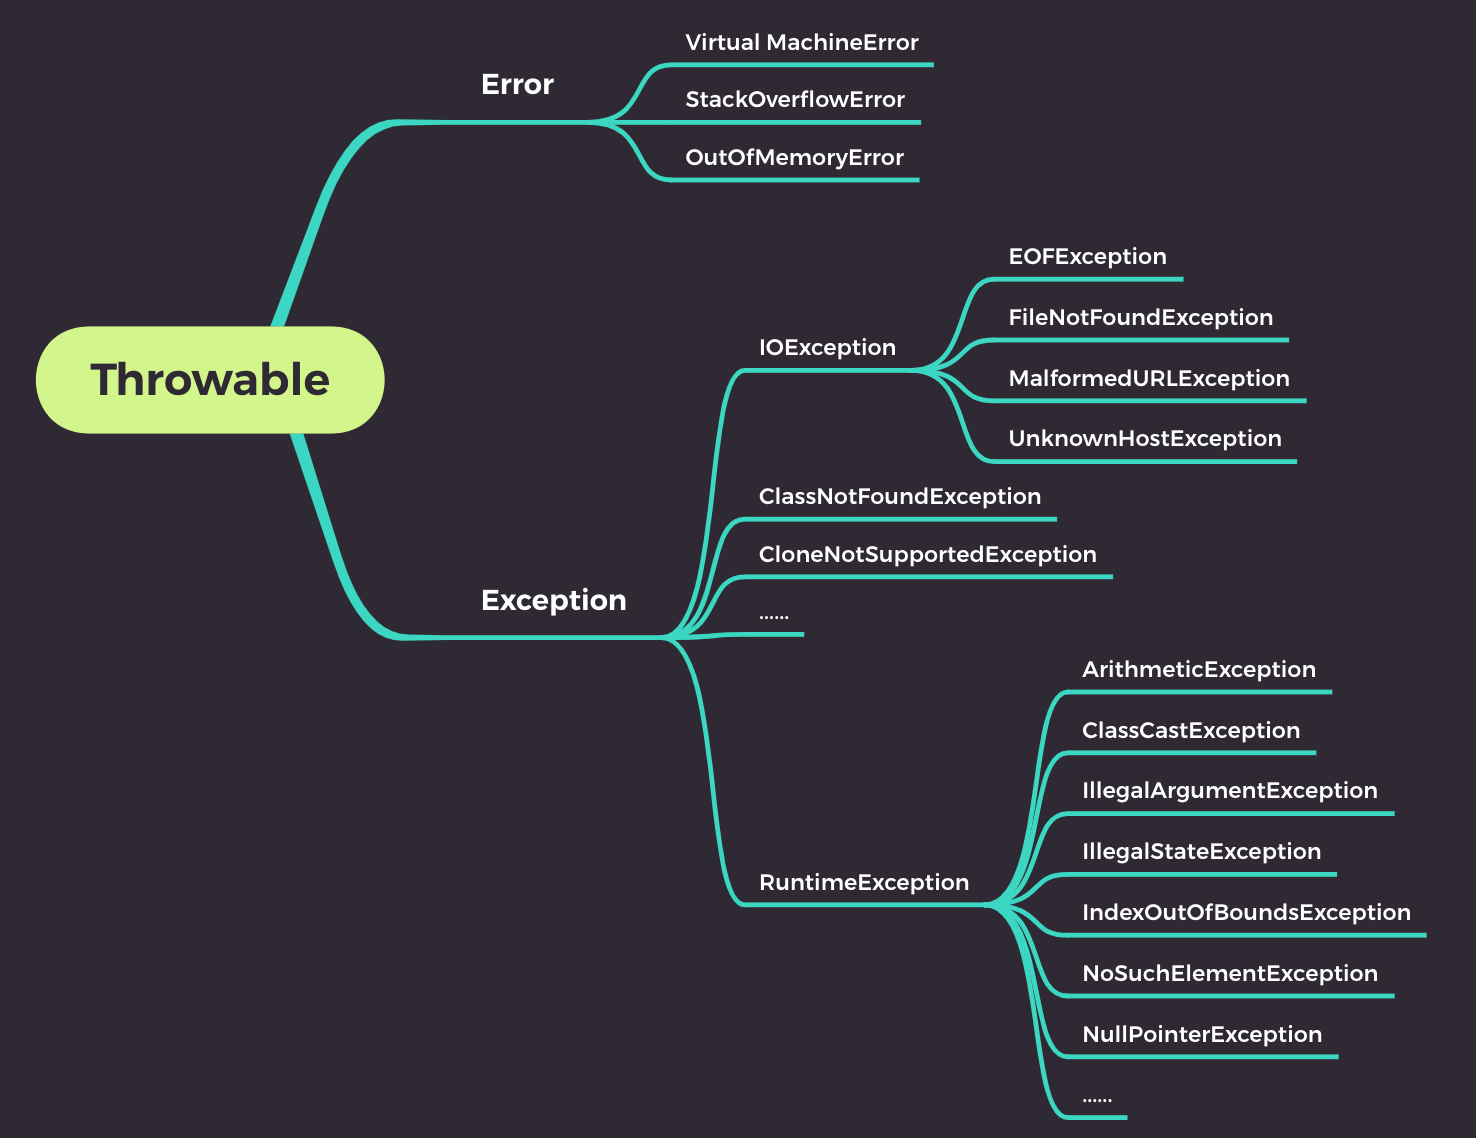 Throwable
Error
Virtual MachineError
StackOverflowError
OutOfMemoryError
Exception
IOException
EOFException
FileNotFoundException
MalformedURLException
UnknownHostException
ClassNotFoundException
CloneNotSupportedException
......
RuntimeException
ArithmeticException
ClassCastException
IllegalArgumentException
IllegalStateException
IndexOutOfBoundsException
NoSuchElementException
NullPointerException
......